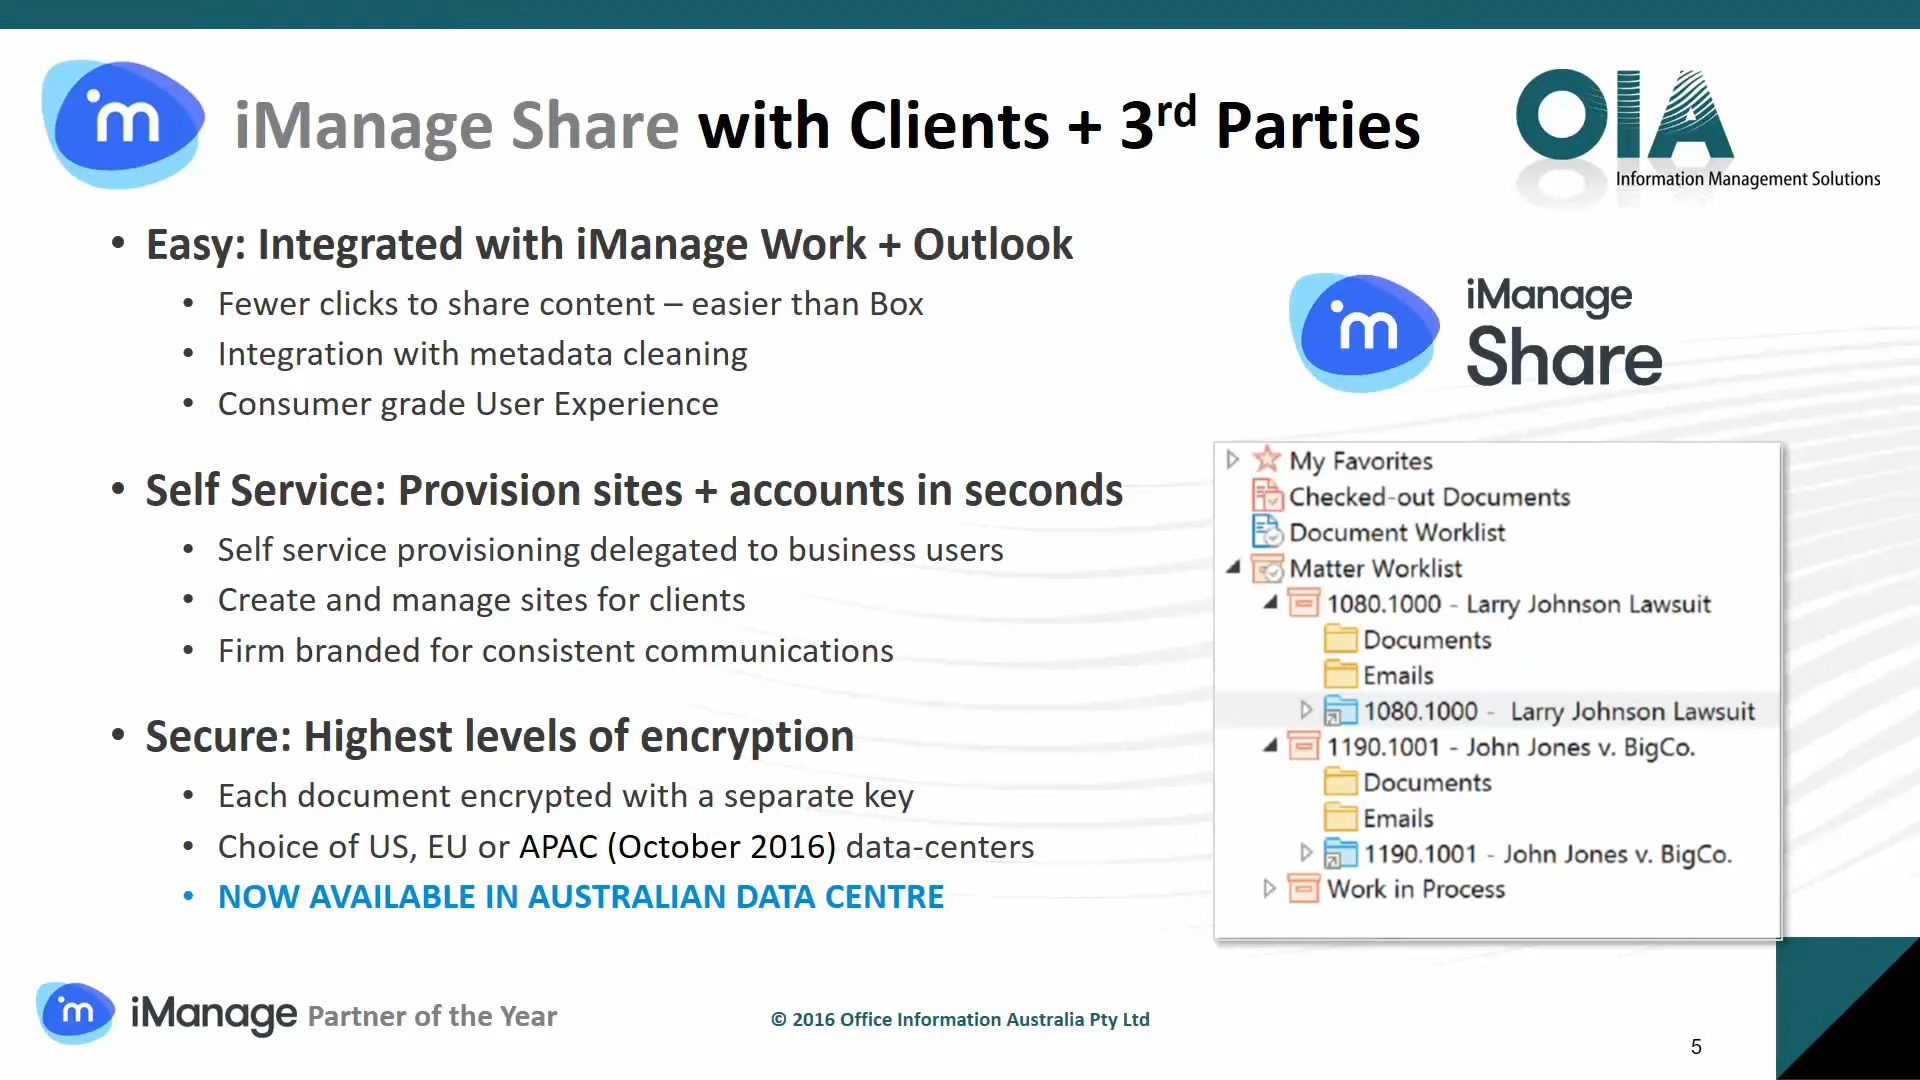 m
iManage Share with Clients + 3rd Parties
OIA
Information Management Solutions
• Easy: Integrated with iManage Work + Outlook
• Fewer clicks to share content – easier than Box
• Integration with metadata cleaning
• Consumer grade User Experience
• Self Service: Provision sites + accounts in seconds
• Self service provisioning delegated to business users
• Create and manage sites for clients
• Firm branded for consistent communications
• Secure: Highest levels of encryption
• Each document encrypted with a separate key
• Choice of US, EU or APAC (October 2016) data-centers
• NOW AVAILABLE IN AUSTRALIAN DATA CENTRE
m
iManage
Share
My Favorites
Checked-out Documents
Document Worklist
Matter Worklist
1080.1000 - Larry Johnson Lawsuit
Documents
Emails
1080.1000 - Larry Johnson Lawsuit
1190.1001 - John Jones v. BigCo.
Documents
Emails
1190.1001 - John Jones v. BigCo.
Work in Process
m
iManage Partner of the Year
© 2016 Office Information Australia Pty Ltd
5